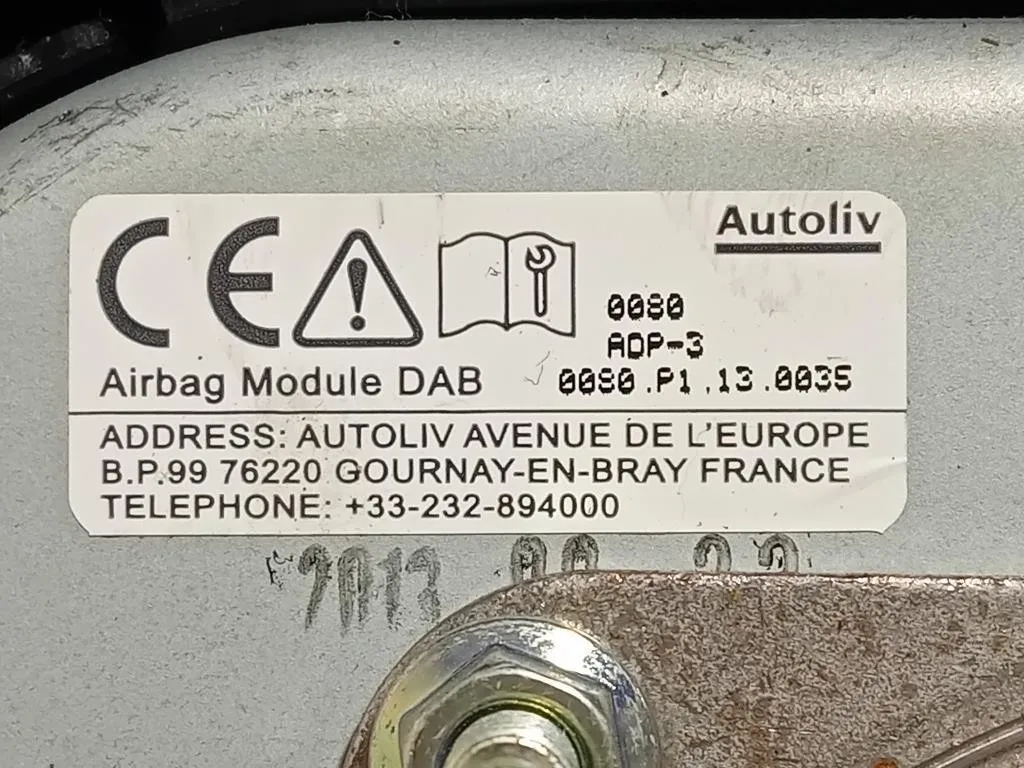 CE
Autoliv
0080
ADP-3
Airbag Module DAB
0080.P1.13.0035
ADDRESS: AUTOLIV AVENUE DE L'EUROPE
B.P.99 76220 GOURNAY-EN-BRAY FRANCE
TELEPHONE: +33-232-894000